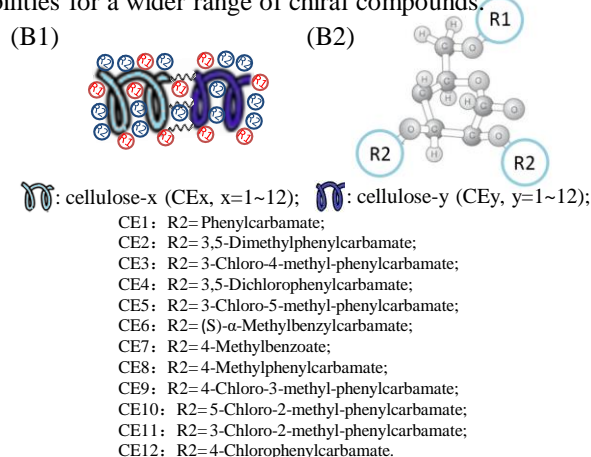 bilities for a wider range of chiral compounds.
(B1) (B2)
R1
H
H
C
O
H
C
O
C
H
H
C
O
O
C
C
O
H
R2
R2
: cellulose-x (CEx, x=1~12); : cellulose-y (CEy, y=1~12);
CE1: R2= Phenylcarbamate;
CE2: R2= 3,5-Dimethylphenylcarbamate;
CE3: R2= 3-Chloro-4-methyl-phenylcarbamate;
CE4: R2= 3,5-Dichlorophenylcarbamate;
CE5: R2= 3-Chloro-5-methyl-phenylcarbamate;
CE6: R2= (S)-α-Methylbenzylcarbamate;
CE7: R2= 4-Methylbenzoate;
CE8: R2= 4-Methylphenylcarbamate;
CE9: R2= 4-Chloro-3-methyl-phenylcarbamate;
CE10: R2= 5-Chloro-2-methyl-phenylcarbamate;
CE11: R2= 3-Chloro-2-methyl-phenylcarbamate;
CE12: R2= 4-Chlorophenylcarbamate.